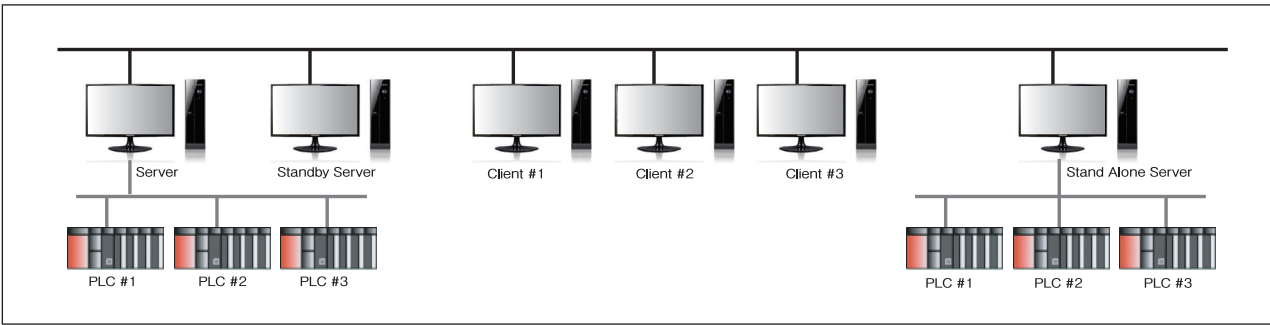 Server
Standby Server
Client #1
Client #2
Client #3
Stand Alone Server
PLC #1
PLC #2
PLC #3
PLC #1
PLC #2
PLC #3